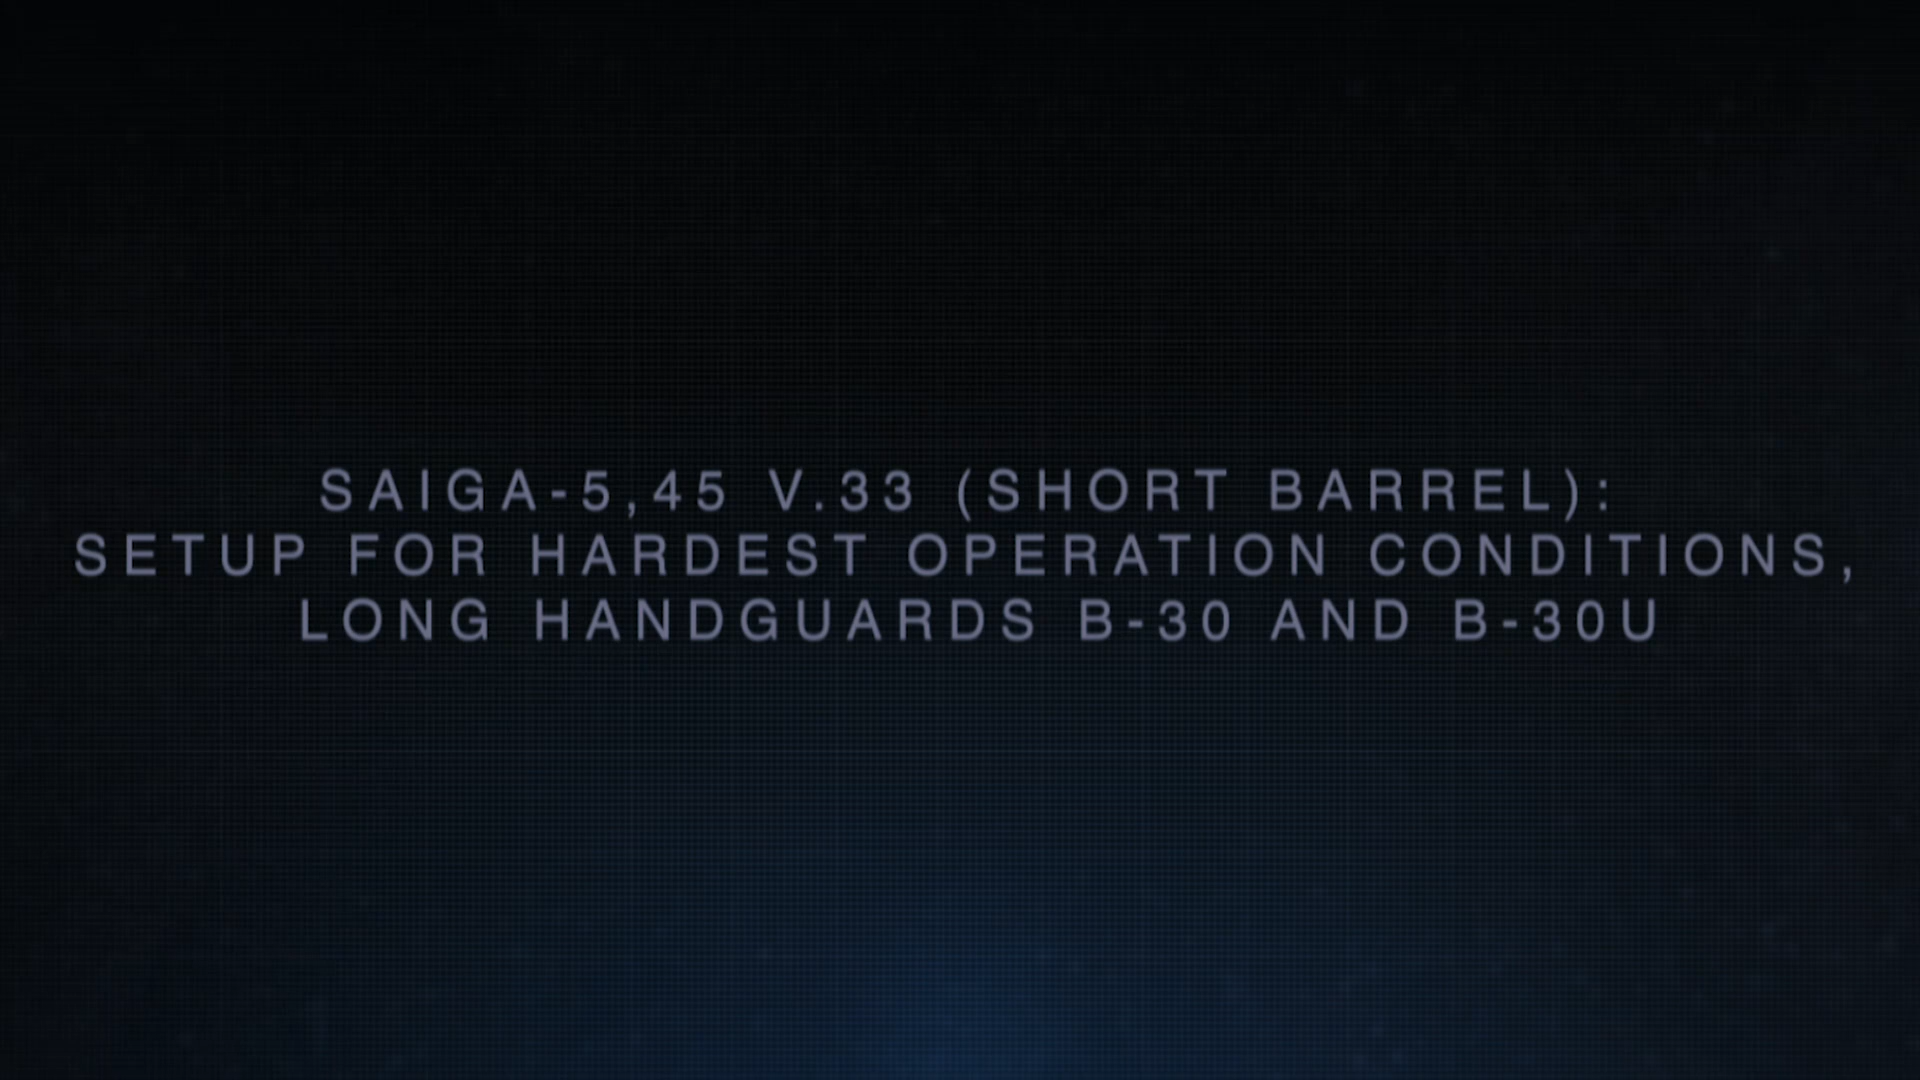 SAIGA-5,45 V.33 (SHORT BARREL):
SETUP FOR HARDEST OPERATION CONDITIONS,
LONG HANDGUARDS B-30 AND B-30U